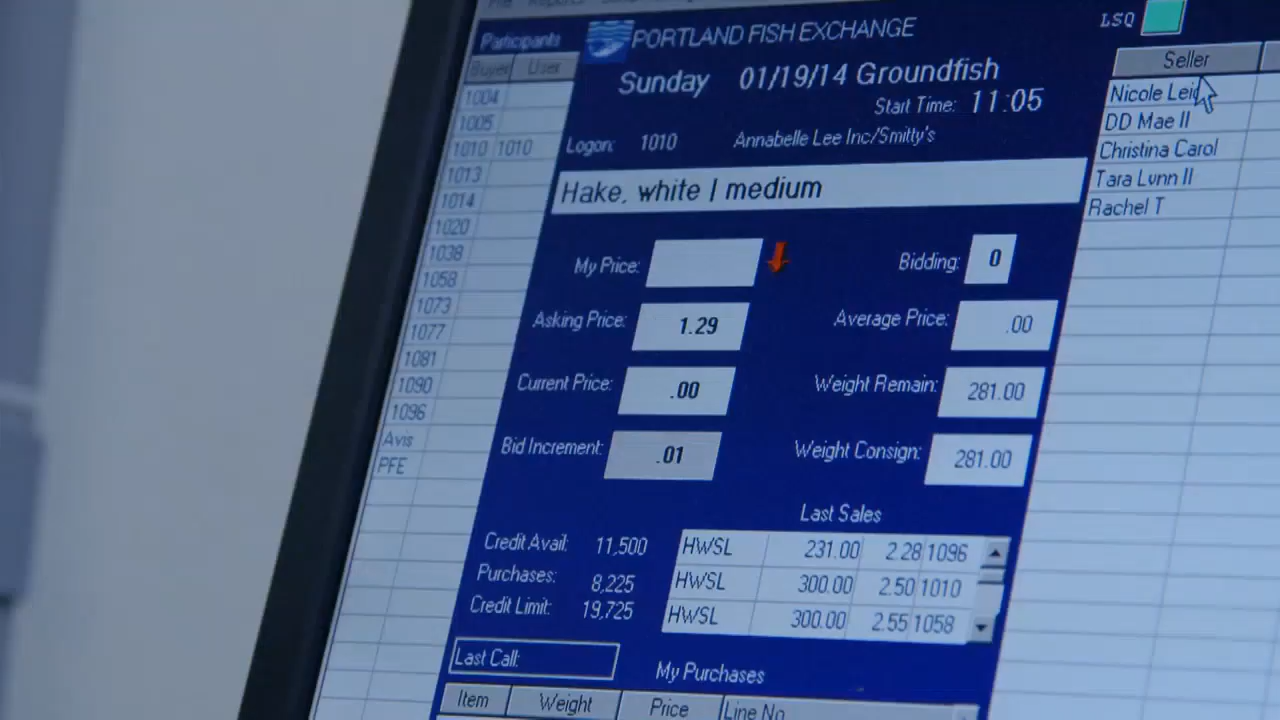 Participants
Buyer User
1004
1005
1010 1010
1013
1014
1020
1038
1058
1073
1077
1081
1090
1096
Avis
PFE
PORTLAND FISH EXCHANGE
Sunday 01/19/14 Groundfish
Start Time: 11:05
Logon: 1010 Annabelle Lee Inc/Smitty's
Hake, white | medium
My Price: Bidding: 0
Asking Price: 1.29 Average Price: .00
Current Price: .00 Weight Remain: 281.00
Bid Increment: .01 Weight Consign: 281.00
Last Sales
Credit Avail: 11,500
Purchases: 8,225
Credit Limit: 19,725
HWSL 231.00 2.28 1096
HWSL 300.00 2.50 1010
HWSL 300.00 2.55 1058
Last Call:
My Purchases
Item Weight Price Line No
LSQ
Seller
Nicole
DD Mae II
Christina Carol
Tara Lynn II
Rachel T